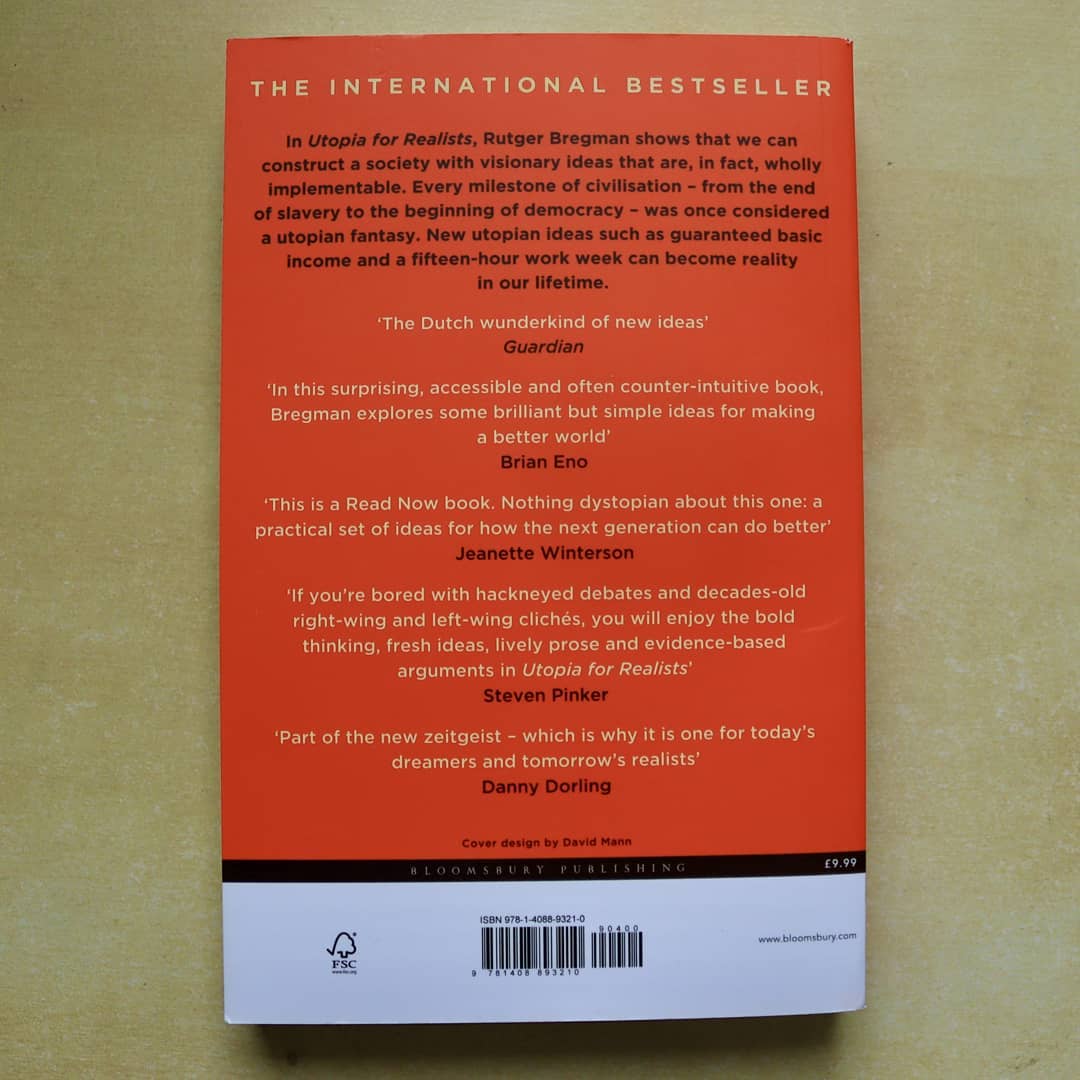 THE INTERNATIONAL BESTSELLER
In Utopia for Realists, Rutger Bregman shows that we can
construct a society with visionary ideas that are, in fact, wholly
implementable. Every milestone of civilisation – from the end
of slavery to the beginning of democracy – was once considered
a utopian fantasy. New utopian ideas such as guaranteed basic
income and a fifteen-hour work week can become reality
in our lifetime.
‘The Dutch wunderkind of new ideas’
Guardian
‘In this surprising, accessible and often counter-intuitive book,
Bregman explores some brilliant but simple ideas for making
a better world’
Brian Eno
‘This is a Read Now book. Nothing dystopian about this one: a
practical set of ideas for how the next generation can do better’
Jeanette Winterson
‘If you’re bored with hackneyed debates and decades-old
right-wing and left-wing clichés, you will enjoy the bold
thinking, fresh ideas, lively prose and evidence-based
arguments in Utopia for Realists’
Steven Pinker
‘Part of the new zeitgeist – which is why it is one for today’s
dreamers and tomorrow’s realists’
Danny Dorling
Cover design by David Mann
BLOOMSBURY PUBLISHING
£9.99
ISBN 978-1-4088-9321-0
90400
9 781408 893210
FSC
www.fsc.org
www.bloomsbury.com